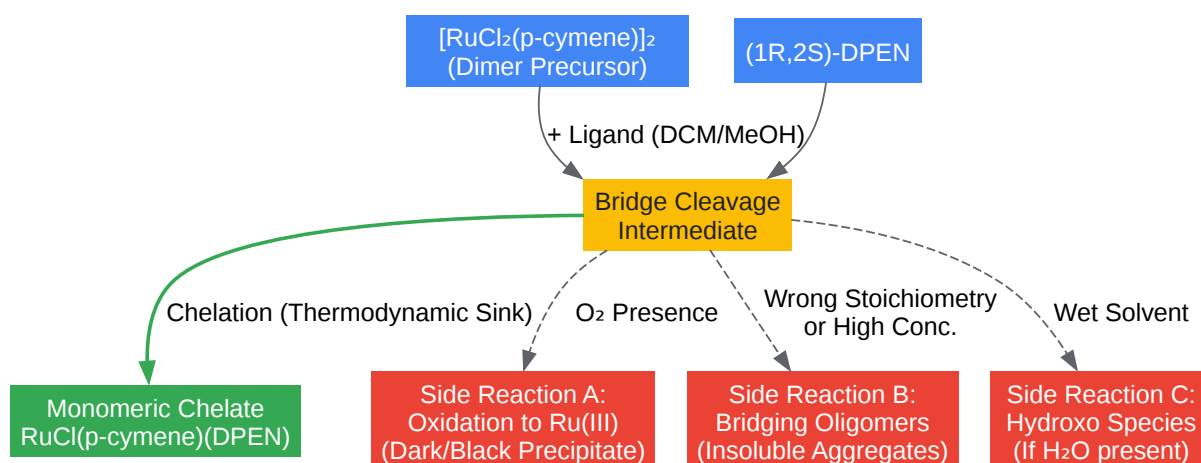 [RuCl₂(p-cymene)]₂
(Dimer Precursor)
(1R,2S)-DPEN
+ Ligand (DCM/MeOH)
Bridge Cleavage
Intermediate
Chelation (Thermodynamic Sink)
O₂ Presence
Wrong Stoichiometry
or High Conc.
Wet Solvent
Monomeric Chelate
RuCl(p-cymene)(DPEN)
Side Reaction A:
Oxidation to Ru(III)
(Dark/Black Precipitate)
Side Reaction B:
Bridging Oligomers
(Insoluble Aggregates)
Side Reaction C:
Hydroxo Species
(If H₂O present)